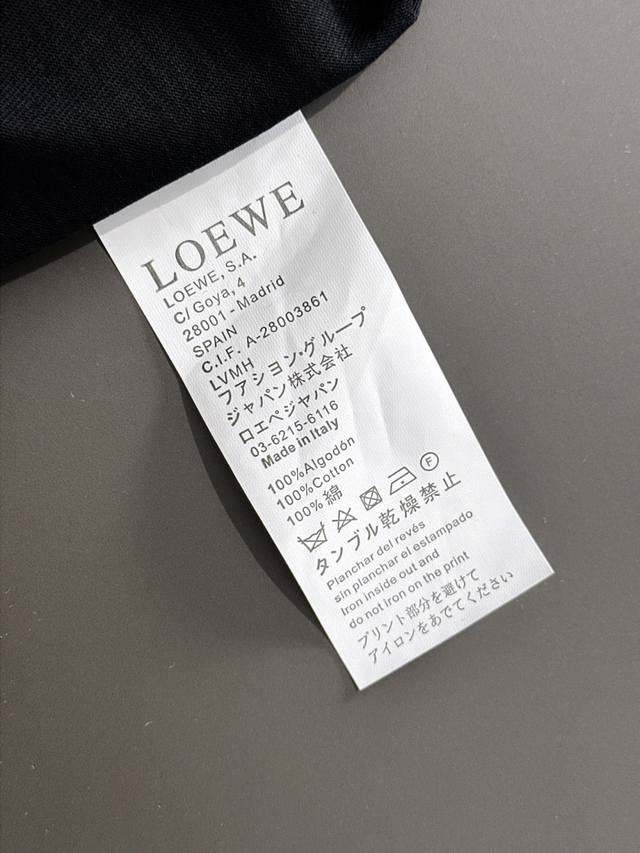 LOEWE
LOEWE, S.A.
C/ Goya, 4
28001 - Madrid
SPAIN
C.I.F. A-28003861
LVMH
ファション・グループ
ジャパン株式会社
ロエベジャパン
03-6215-6116
Made in Italy
100%Algodón
100%Cotton
100% 綿
F
タンブル乾燥禁止
Planchar del revés
sin planchar el estampado
Iron inside out and
do not iron on the print
プリント部分を避けて
アイロンをあでてください